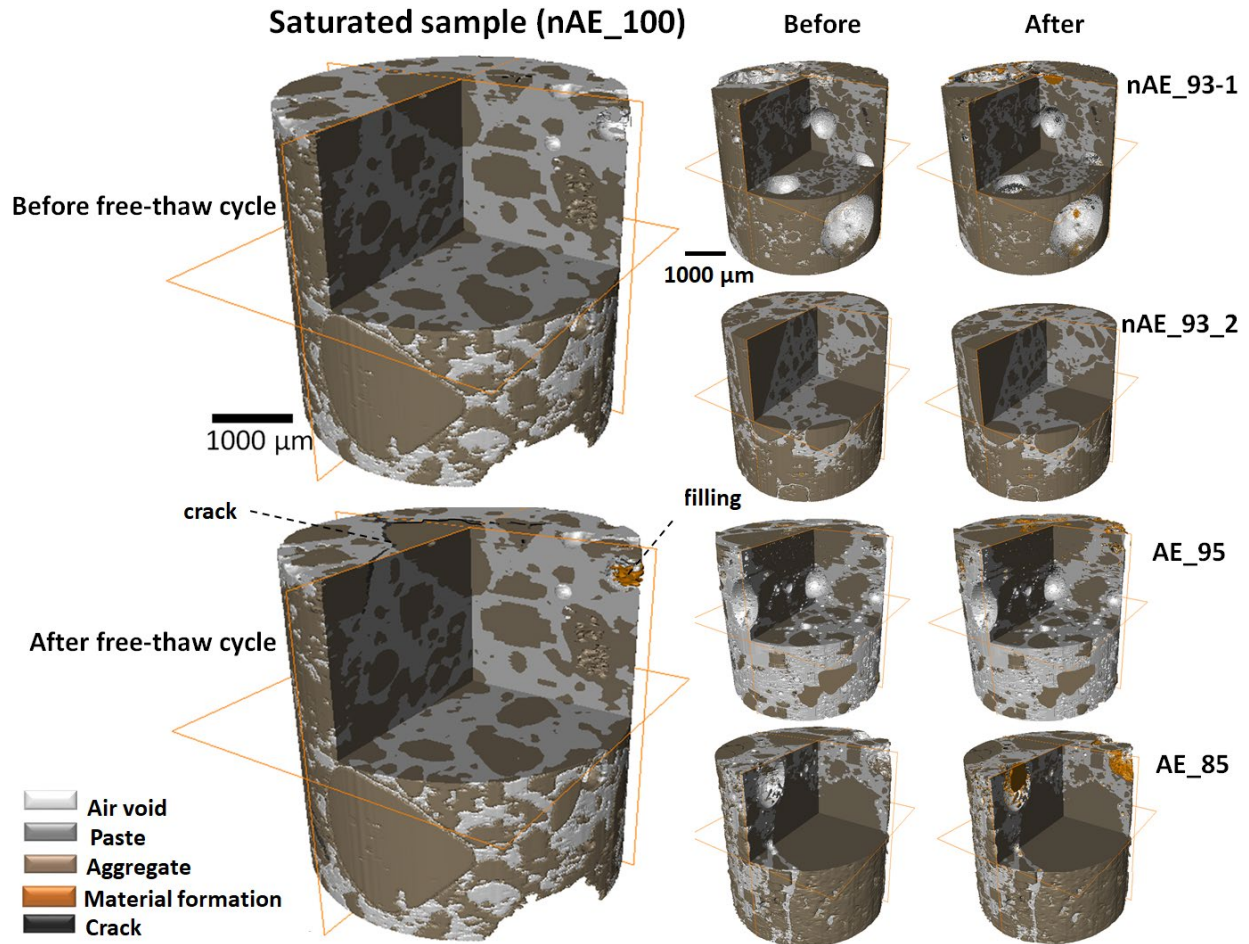 Saturated sample (nAE_100)
Before
After
nAE_93-1
Before free-thaw cycle
1000 µm
nAE_93_2
1000 µm
crack
filling
AE_95
After free-thaw cycle
AE_85
Air void
Paste
Aggregate
Material formation
Crack